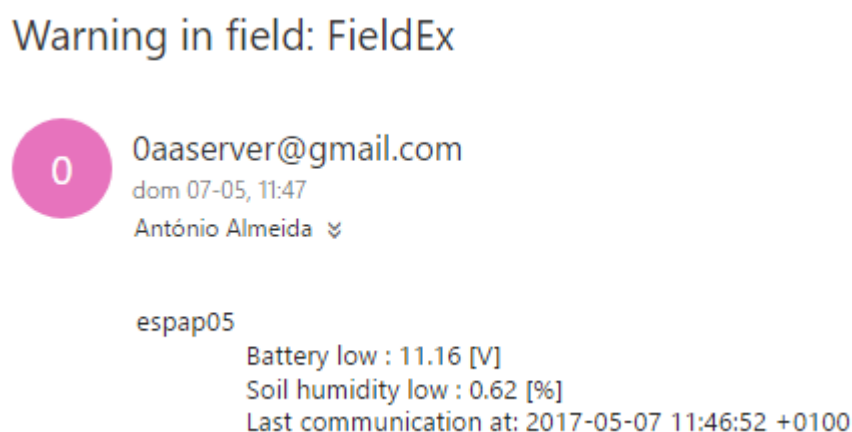 Warning in field: FieldEx
0
0aaserver@gmail.com
dom 07-05, 11:47
António Almeida
espap05
Battery low : 11.16 [V]
Soil humidity low : 0.62 [%]
Last communication at: 2017-05-07 11:46:52 +0100